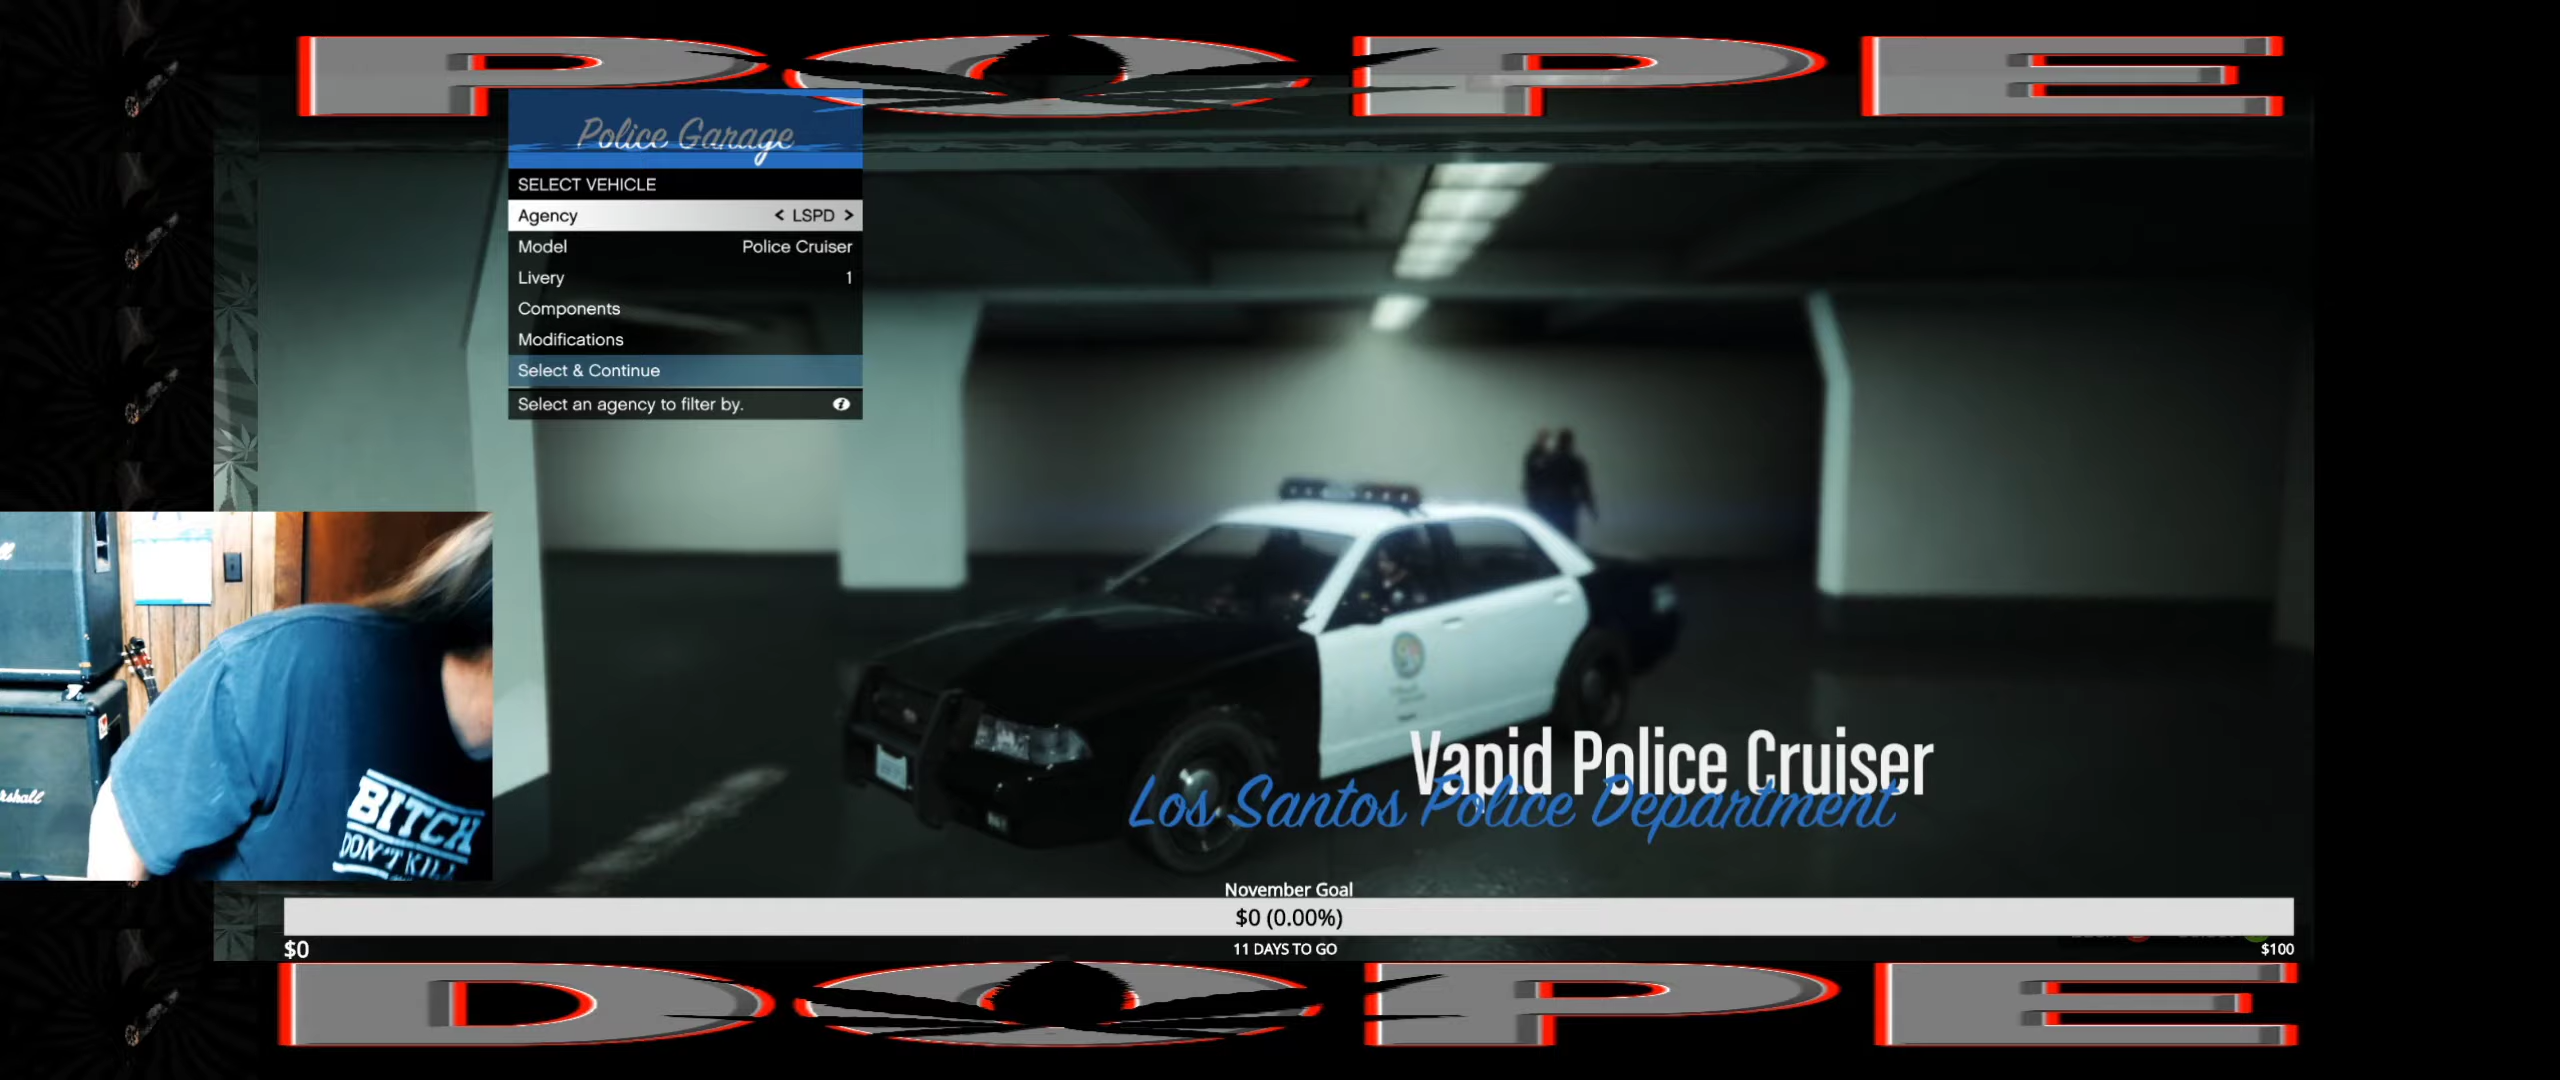 POPE
Police Garage
SELECT VEHICLE
Agency < LSPD >
Model Police Cruiser
Livery 1
Components
Modifications
Select & Continue
Select an agency to filter by.
BITCH
DON'T KILL
Vapid Police Cruiser
Los Santos Police Department
November Goal
$0 (0.00%)
$0 11 DAYS TO GO $100
DOPE